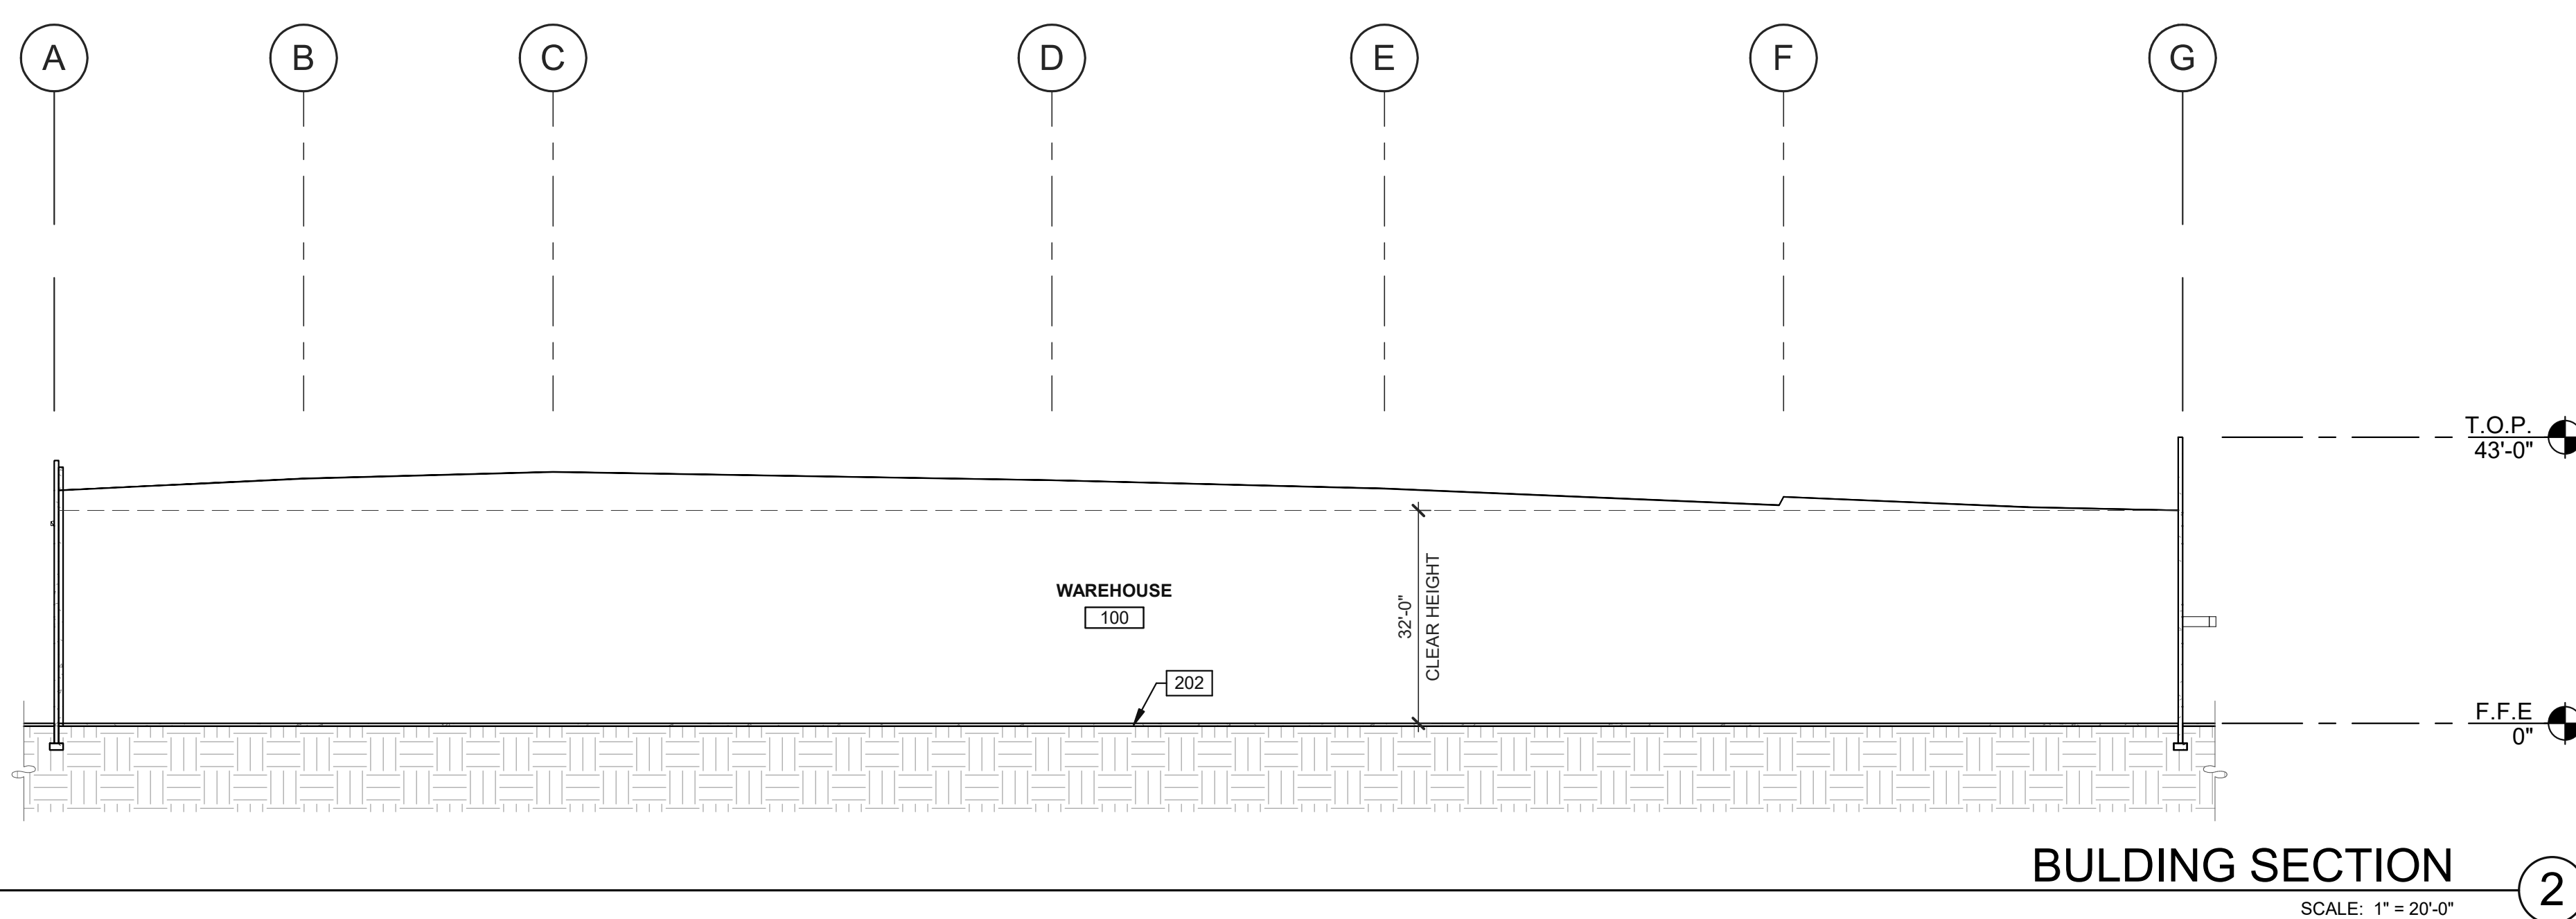 A B C D E F G
T.O.P.
43'-0"
WAREHOUSE
100
32'-0"
CLEAR HEIGHT
202
F.F.E
0"
BULDING SECTION
2
SCALE: 1" = 20'-0"